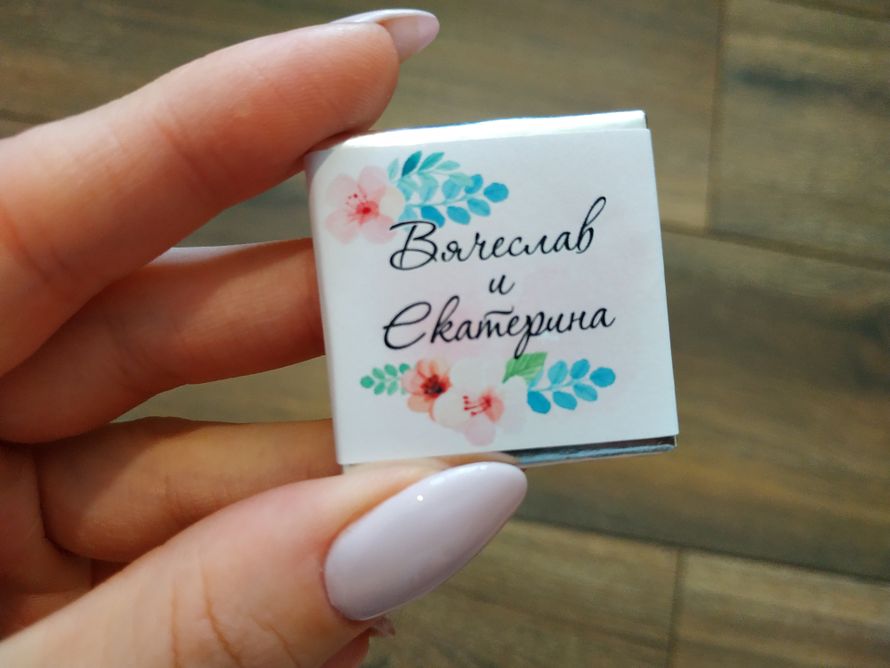 Вячеслав
и
Екатерина